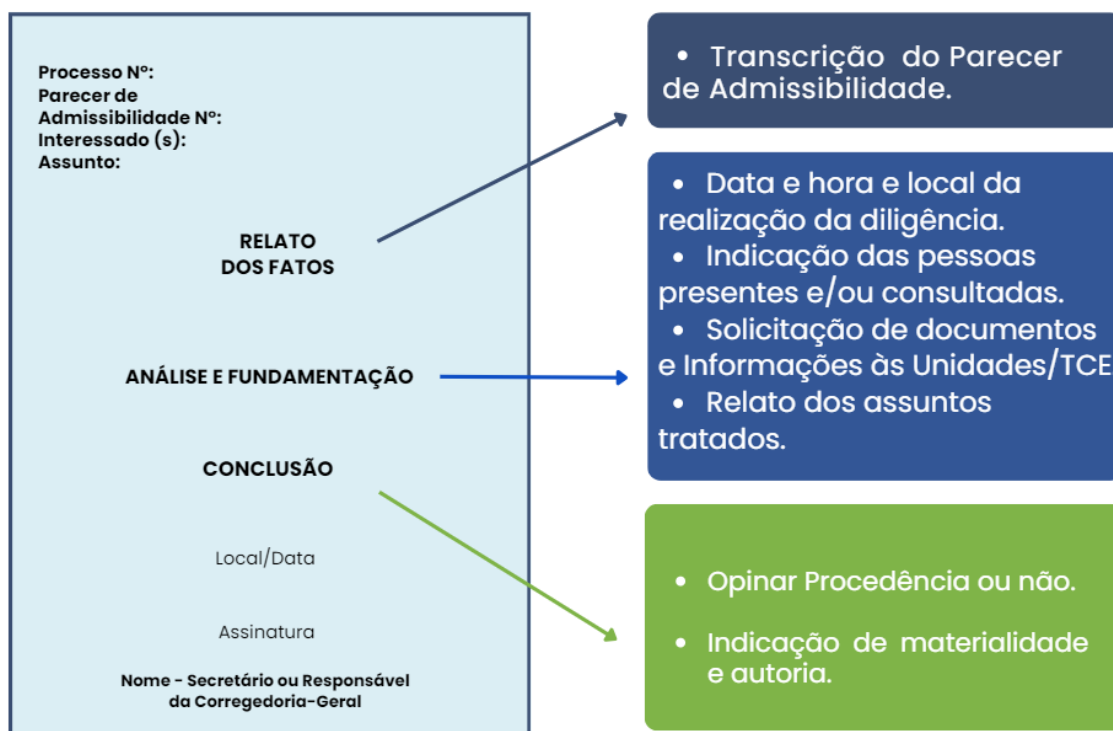 Processo Nº:
Parecer de
Admissibilidade Nº:
Interessado (s):
Assunto:
RELATO
DOS FATOS
ANÁLISE E FUNDAMENTAÇÃO
CONCLUSÃO
Local/Data
Assinatura
Nome - Secretário ou Responsável
da Corregedoria-Geral
• Transcrição do Parecer
de Admissibilidade.
• Data e hora e local da
realização da diligência.
• Indicação das pessoas
presentes e/ou consultadas.
• Solicitação de documentos
e Informações às Unidades/TCE
• Relato dos assuntos
tratados.
• Opinar Procedência ou não.
• Indicação de materialidade
e autoria.